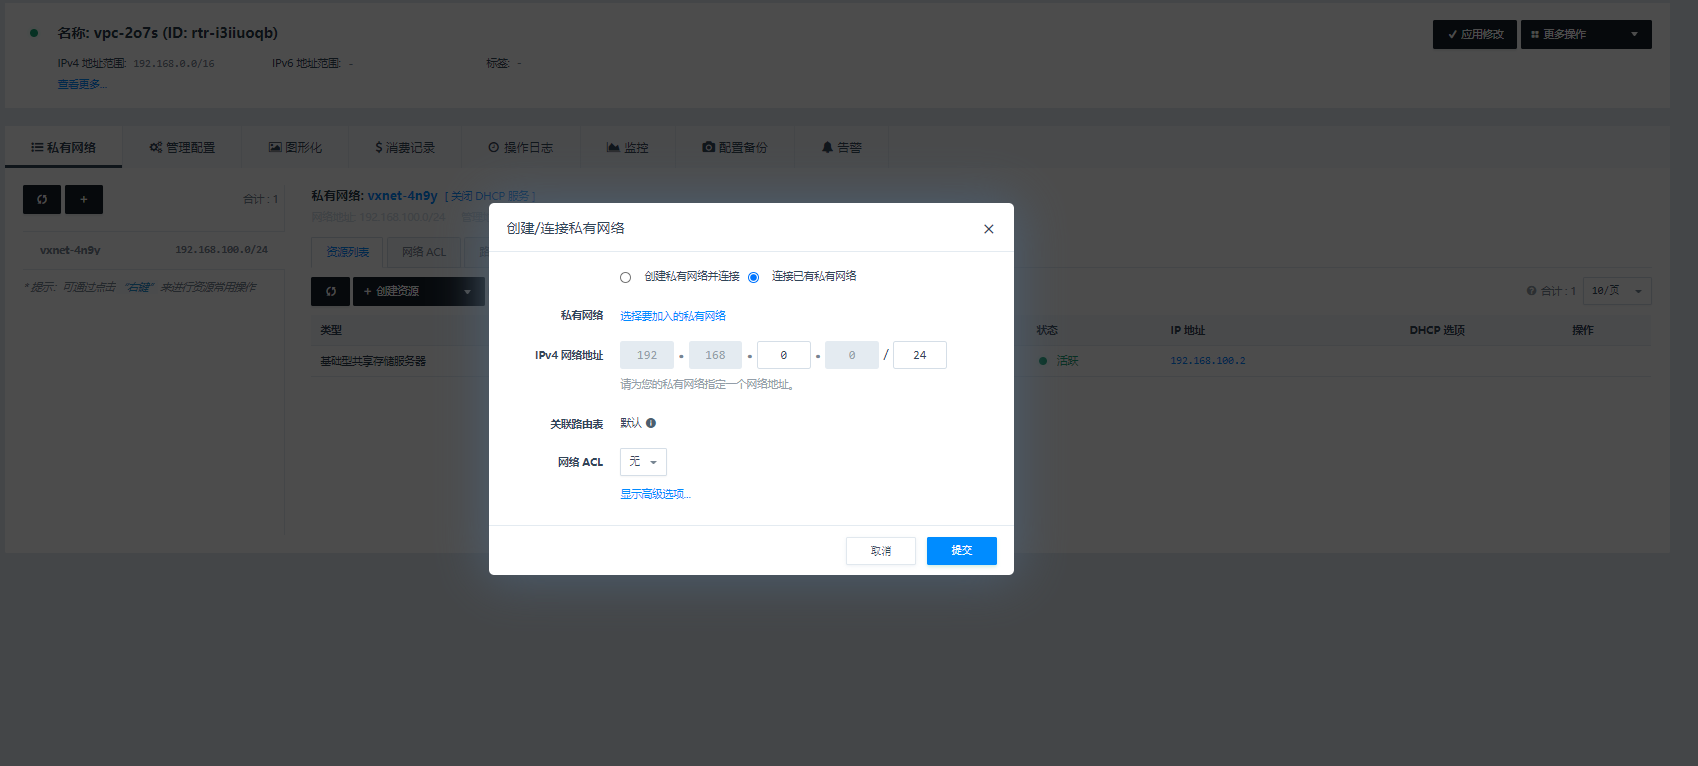 名称: vpc-2o7s (ID: rtr-i3iiuoqb)
应用修改
更多操作
IPv4 地址范围: 192.168.0.0/16
IPv6 地址范围: -
标签: -
查看更多...
私有网络
管理配置
图形化
消费记录
操作日志
监控
配置备份
告警
合计 : 1
vxnet-4n9y
192.168.100.0/24
* 提示: 可通过点击 “右键” 来进行资源常用操作
私有网络: vxnet-4n9y [ 关闭 DHCP 服务 ]
网络地址: 192.168.100.0/24
资源列表
网络 ACL
+ 创建资源
合计 : 1
10/页
类型
状态
IP 地址
DHCP 选项
操作
基础型共享存储服务器
活跃
192.168.100.2
创建/连接私有网络
创建私有网络并连接
连接已有私有网络
私有网络
选择要加入的私有网络
IPv4 网络地址
192 . 168 . 0 . 0 / 24
请为您的私有网络指定一个网络地址。
关联路由表
默认
网络 ACL
无
显示高级选项...
取消
提交